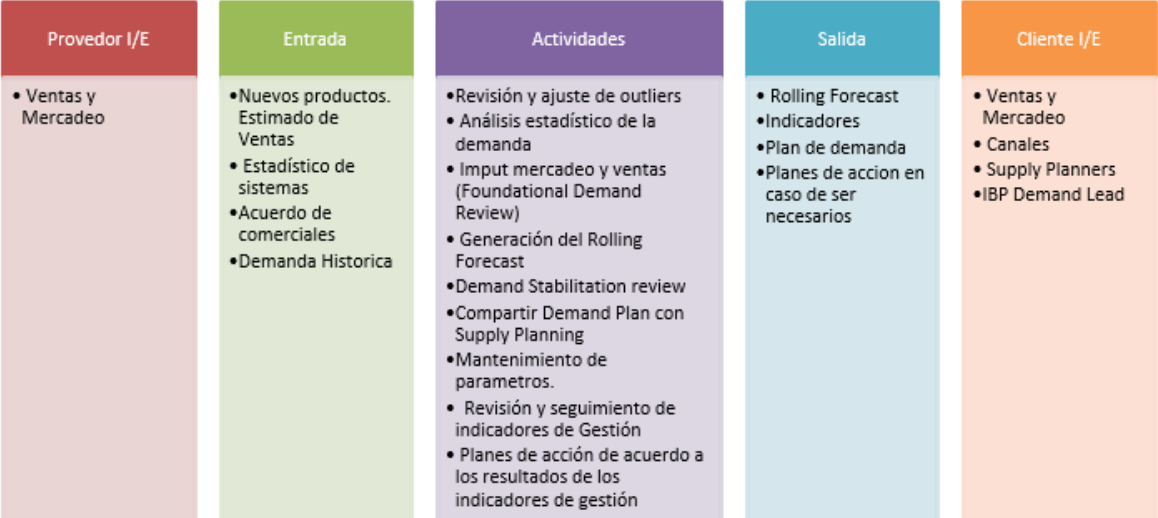 Provedor I/E
• Ventas y
Mercadeo
Entrada
•Nuevos productos.
Estimado de
Ventas
• Estadístico de
sistemas
•Acuerdo de
comerciales
•Demanda Historica
Actividades
•Revisión y ajuste de outliers
• Análisis estadístico de la
demanda
• Imput mercadeo y ventas
(Foundational Demand
Review)
• Generación del Rolling
Forecast
•Demand Stabilitation review
•Compartir Demand Plan con
Supply Planning
•Mantenimiento de
parametros.
• Revisión y seguimiento de
indicadores de Gestión
• Planes de acción de acuerdo a
los resultados de los
indicadores de gestión
Salida
• Rolling Forecast
•Indicadores
•Plan de demanda
•Planes de accion en
caso de ser
necesarios
Cliente I/E
• Ventas y
Mercadeo
• Canales
• Supply Planners
•IBP Demand Lead